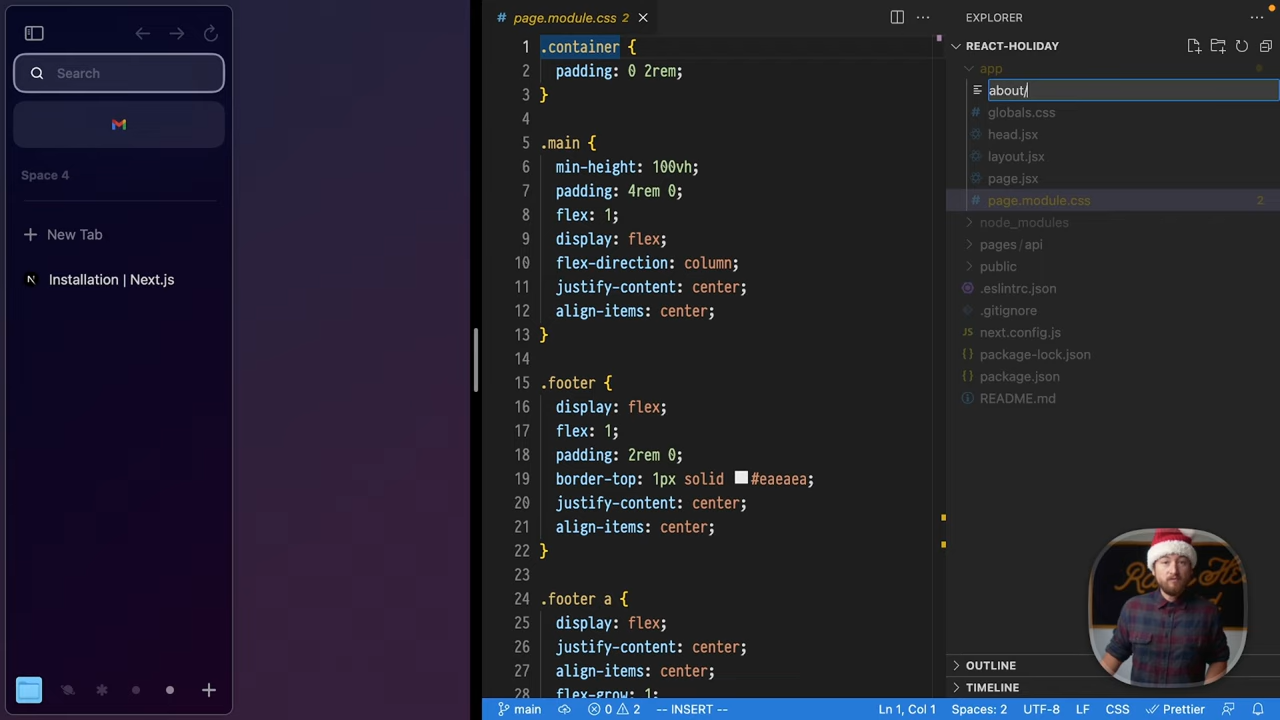 Search
Space 4
New Tab
Installation | Next.js
# page.module.css 2
1 .container {
2 padding: 0 2rem;
3 }
4
5 .main {
6 min-height: 100vh;
7 padding: 4rem 0;
8 flex: 1;
9 display: flex;
10 flex-direction: column;
11 justify-content: center;
12 align-items: center;
13 }
14
15 .footer {
16 display: flex;
17 flex: 1;
18 padding: 2rem 0;
19 border-top: 1px solid #eaeaea;
20 justify-content: center;
21 align-items: center;
22 }
23
24 .footer a {
25 display: flex;
26 justify-content: center;
27 align-items: center;
28 flex-grow: 1;
EXPLORER
REACT-HOLIDAY
app
about/
# globals.css
head.jsx
layout.jsx
page.jsx
# page.module.css 2
node_modules
pages / api
public
.eslintrc.json
.gitignore
JS next.config.js
{} package-lock.json
{} package.json
README.md
OUTLINE
TIMELINE
main
0
2
-- INSERT --
Ln 1, Col 1
Spaces: 2
UTF-8
LF
CSS
Prettier